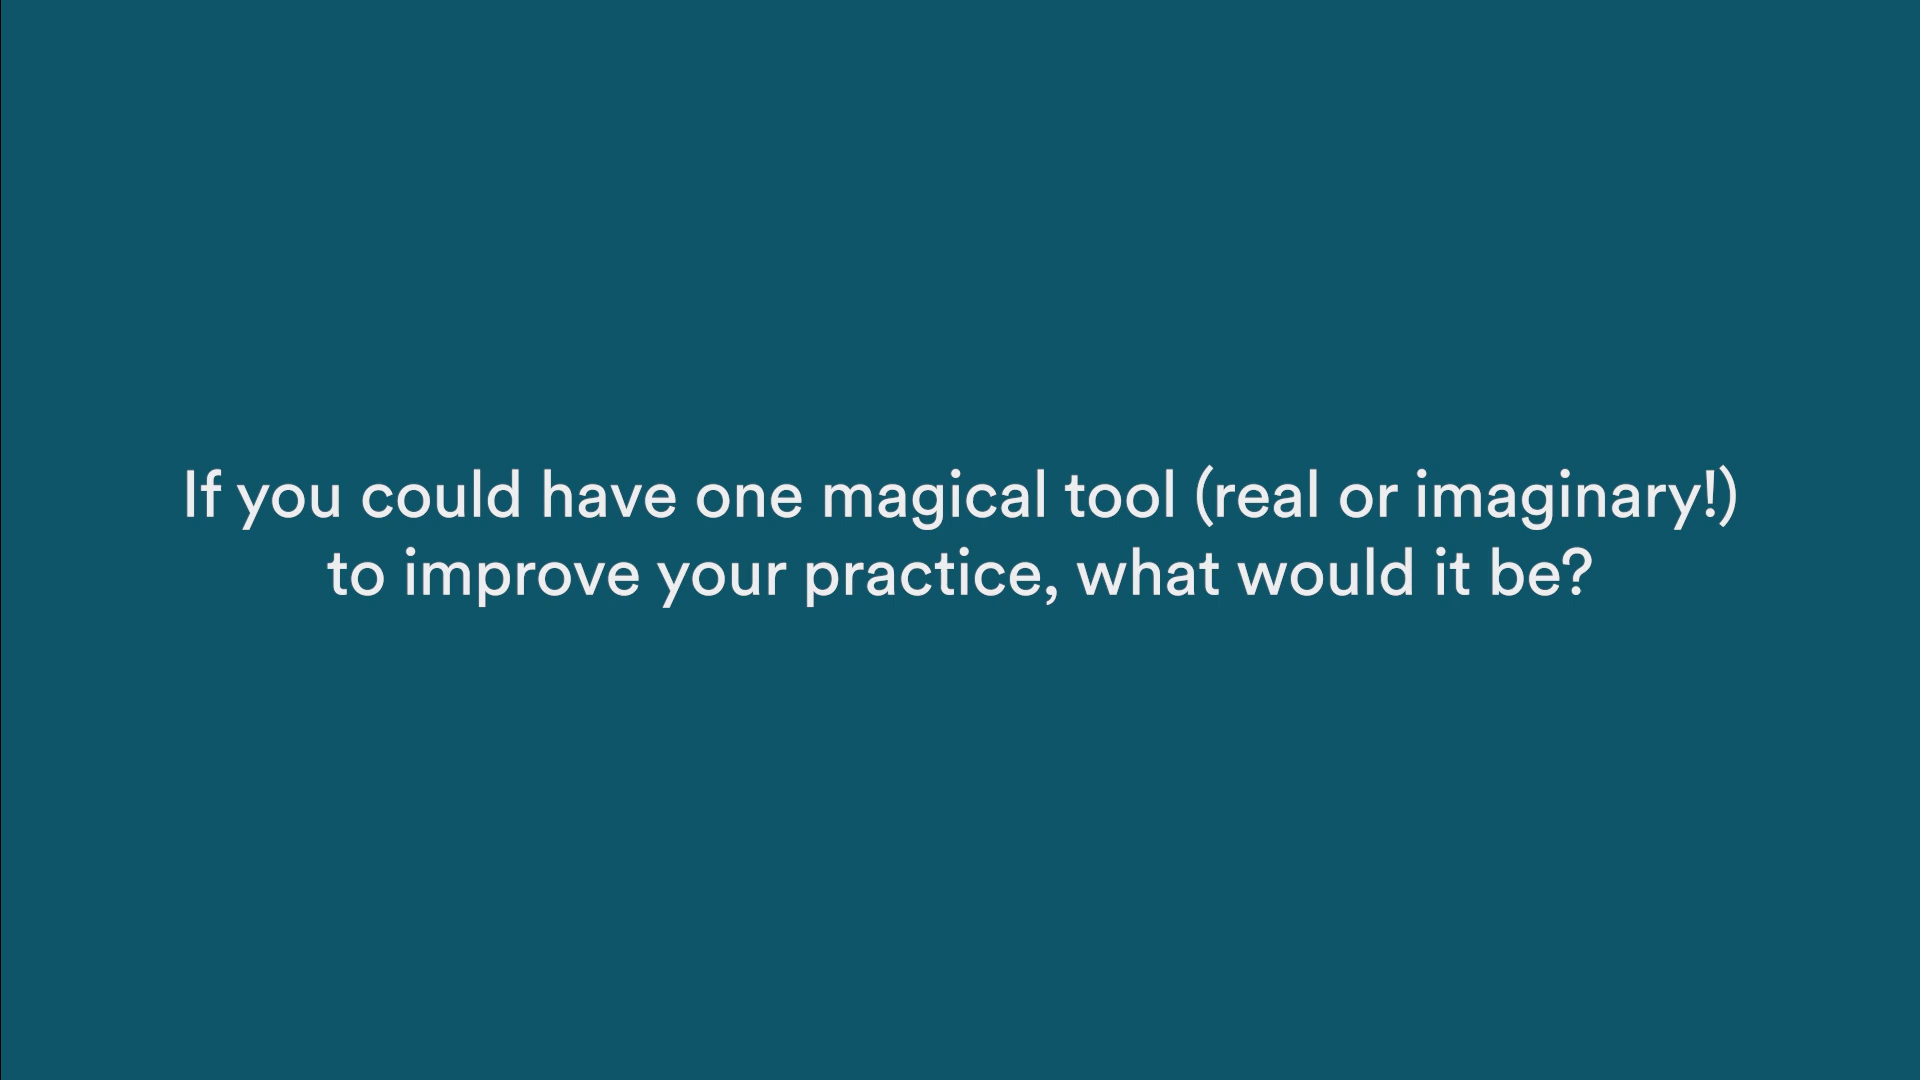 If you could have one magical tool (real or imaginary!)
to improve your practice, what would it be?